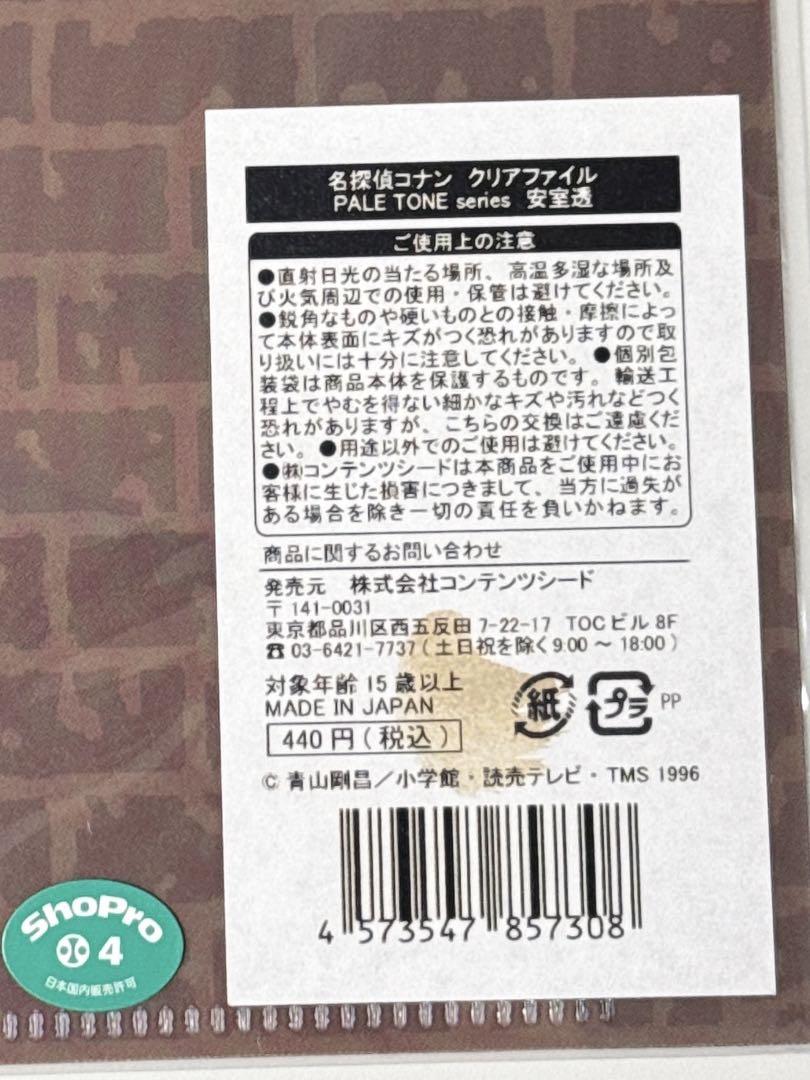 名探偵コナン クリアファイル
PALE TONE series 安室透
ご使用上の注意
●直射日光の当たる場所、高温多湿な場所及
び火気周辺での使用・保管は避けてください。
●鋭角なものや硬いものとの接触・摩擦によっ
て本体表面にキズがつく恐れがありますので取
り扱いには十分に注意してください。●個別包
装袋は商品本体を保護するものです。輸送工
程上でやむを得ない細かなキズや汚れなどつく
恐れがありますが、こちらの交換はご遠慮くだ
さい。●用途以外でのご使用は避けてください。
●㈱コンテンツシードは本商品をご使用中にお
客様に生じた損害につきまして、当方に過失が
ある場合を除き一切の責任を負いかねます。
商品に関するお問い合わせ
発売元 株式会社コンテンツシード
〒141-0031
東京都品川区西五反田 7-22-17 TOCビル 8F
☎ 03-6421-7737(土日祝を除く9:00～18:00)
対象年齢 15歳以上
MADE IN JAPAN
440円(税込)
紙 プラ PP
© 青山剛昌／小学館・読売テレビ・TMS 1996
4 573547 857308
ShoPro
4
日本国内販売許可